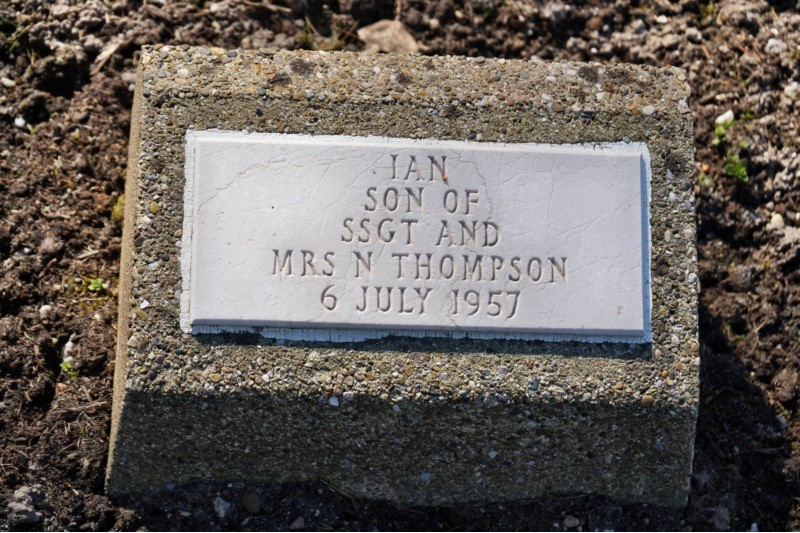 IAN
SON OF
SSGT AND
MRS N THOMPSON
6 JULY 1957